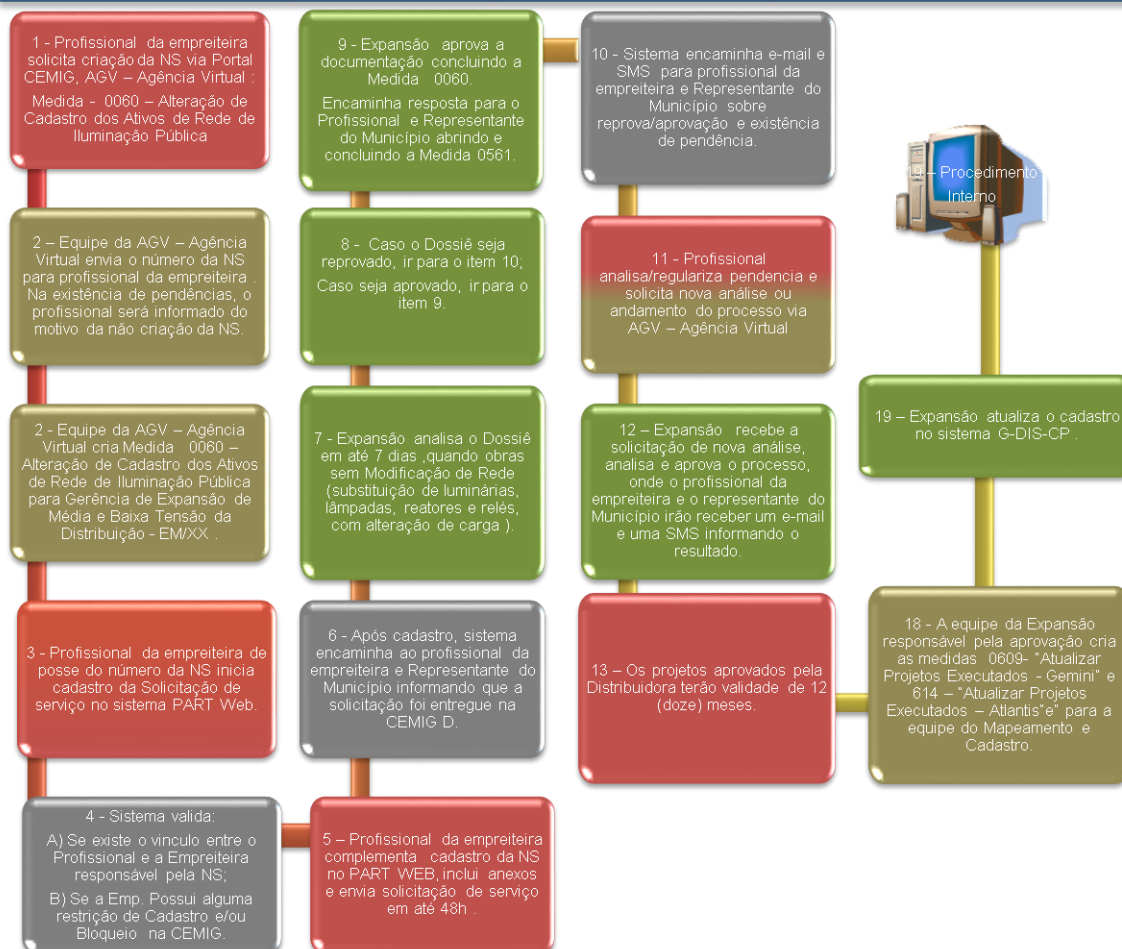 1 - Profissional da empreiteira
solicita criação da NS via Portal
CEMIG, AGV – Agência Virtual :
Medida - 0060 – Alteração de
Cadastro dos Ativos de Rede de
Iluminação Pública
2 – Equipe da AGV – Agência
Virtual envia o número da NS
para profissional da empreiteira .
Na existência de pendências, o
profissional será informado do
motivo da não criação da NS.
2 - Equipe da AGV – Agência
Virtual cria Medida 0060 –
Alteração de Cadastro dos Ativos
de Rede de Iluminação Pública
para Gerência de Expansão de
Média e Baixa Tensão da
Distribuição - EM/XX .
3 - Profissional da empreiteira de
posse do número da NS inicia
cadastro da Solicitação de
serviço no sistema PART Web.
4 - Sistema valida:
A) Se existe o vinculo entre o
Profissional e a Empreiteira
responsável pela NS;
B) Se a Emp. Possui alguma
restrição de Cadastro e/ou
Bloqueio na CEMIG.
5 – Profissional da empreiteira
complementa cadastro da NS
no PART WEB, inclui anexos
e envia solicitação de serviço
em até 48h .
6 - Após cadastro, sistema
encaminha ao profissional da
empreiteira e Representante do
Município informando que a
solicitação foi entregue na
CEMIG D.
7 - Expansão analisa o Dossiê
em até 7 dias ,quando obras
sem Modificação de Rede
(substituição de luminárias,
lâmpadas, reatores e relés,
com alteração de carga ).
8 - Caso o Dossiê seja
reprovado, ir para o item 10;
Caso seja aprovado, ir para o
item 9.
9 - Expansão aprova a
documentação concluindo a
Medida 0060.
Encaminha resposta para o
Profissional e Representante
do Município abrindo e
concluindo a Medida 0561.
10 - Sistema encaminha e-mail e
SMS para profissional da
empreiteira e Representante do
Município sobre
reprova/aprovação e existência
de pendência.
11 - Profissional
analisa/regulariza pendencia e
solicita nova análise ou
andamento do processo via
AGV – Agência Virtual
12 – Expansão recebe a
solicitação de nova análise,
analisa e aprova o processo,
onde o profissional da
empreiteira e o representante do
Município irão receber um e-mail
e uma SMS informando o
resultado.
13 – Os projetos aprovados pela
Distribuidora terão validade de 12
(doze) meses.
18 - A equipe da Expansão
responsável pela aprovação cria
as medidas 0609- "Atualizar
Projetos Executados - Gemini" e
614 – "Atualizar Projetos
Executados – Atlantis"e" para a
equipe do Mapeamento e
Cadastro.
19 – Expansão atualiza o cadastro
no sistema G-DIS-CP .
19 – Procedimento
Interno